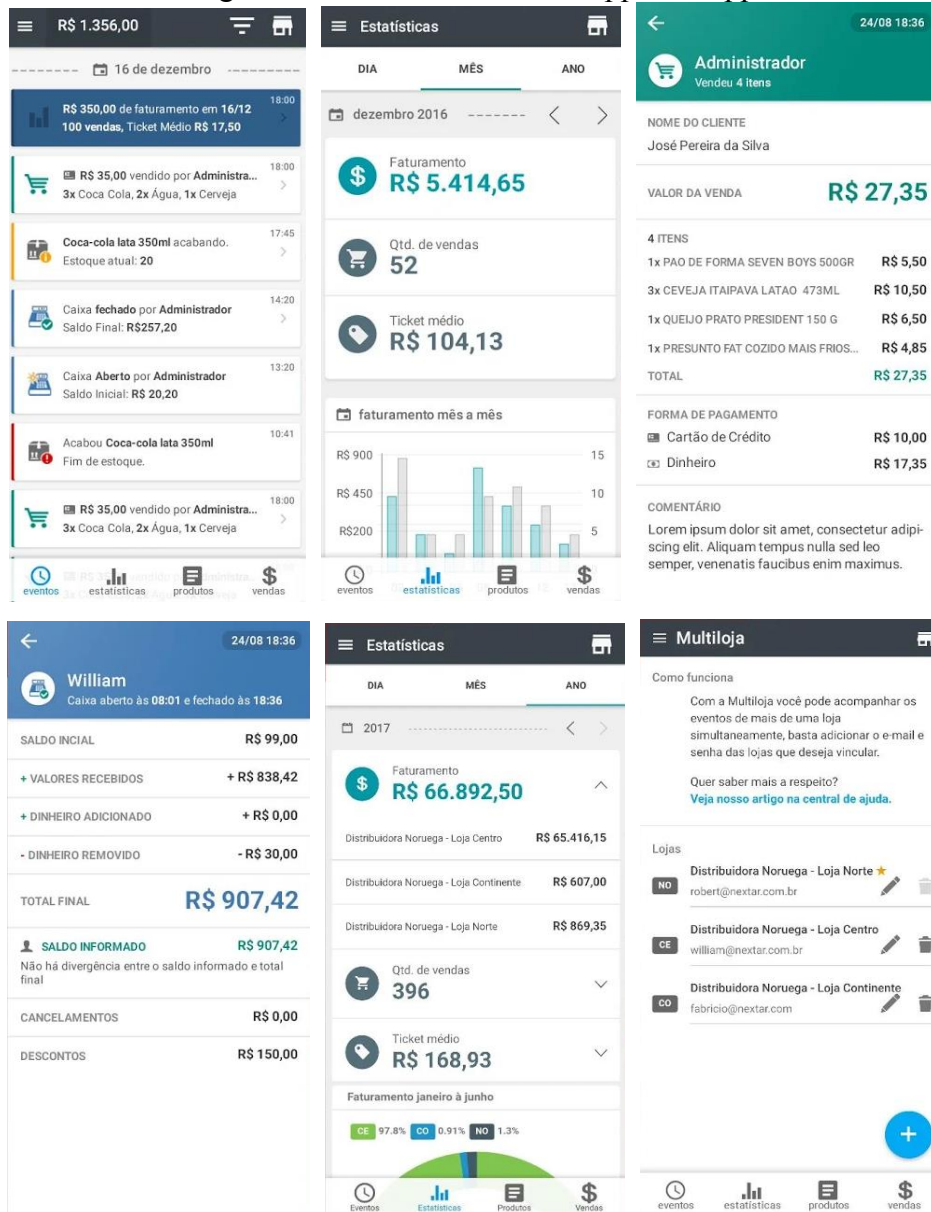 R$ 1.356,00
16 de dezembro
R$ 350,00 de faturamento em 16/12
18:00
100 vendas, Ticket Médio R$ 17,50
R$ 35,00 vendido por Administra...
18:00
3x Coca Cola, 2x Água, 1x Cerveja
Coca-cola lata 350ml acabando.
17:45
Estoque atual: 20
Caixa fechado por Administrador
14:20
Saldo Final: R$257,20
Caixa Aberto por Administrador
13:20
Saldo Inicial: R$ 20,20
Acabou Coca-cola lata 350ml
10:41
Fim de estoque.
R$ 35,00 vendido por Administra...
18:00
3x Coca Cola, 2x Água, 1x Cerveja
eventos estatísticas produtos vendas
Estatísticas
DIA MÊS ANO
dezembro 2016
Faturamento
R$ 5.414,65
Qtd. de vendas
52
Ticket médio
R$ 104,13
faturamento mês a mês
R$ 900 15
R$ 450 10
R$200 5
eventos estatísticas produtos vendas
24/08 18:36
Administrador
Vendeu 4 itens
NOME DO CLIENTE
José Pereira da Silva
VALOR DA VENDA R$ 27,35
4 ITENS
1x PAO DE FORMA SEVEN BOYS 500GR R$ 5,50
3x CEVEJA ITAIPAVA LATAO 473ML R$ 10,50
1x QUEIJO PRATO PRESIDENT 150 G R$ 6,50
1x PRESUNTO FAT COZIDO MAIS FRIOS... R$ 4,85
TOTAL R$ 27,35
FORMA DE PAGAMENTO
Cartão de Crédito R$ 10,00
Dinheiro R$ 17,35
COMENTÁRIO
Lorem ipsum dolor sit amet, consectetur adipi-
scing elit. Aliquam tempus nulla sed leo
semper, venenatis faucibus enim maximus.
24/08 18:36
William
Caixa aberto às 08:01 e fechado às 18:36
SALDO INCIAL R$ 99,00
+ VALORES RECEBIDOS + R$ 838,42
+ DINHEIRO ADICIONADO + R$ 0,00
- DINHEIRO REMOVIDO - R$ 30,00
TOTAL FINAL R$ 907,42
SALDO INFORMADO R$ 907,42
Não há divergência entre o saldo informado e total
final
CANCELAMENTOS R$ 0,00
DESCONTOS R$ 150,00
Estatísticas
DIA MÊS ANO
2017
Faturamento
R$ 66.892,50
Distribuidora Noruega - Loja Centro R$ 65.416,15
Distribuidora Noruega - Loja Continente R$ 607,00
Distribuidora Noruega - Loja Norte R$ 869,35
Qtd. de vendas
396
Ticket médio
R$ 168,93
Faturamento janeiro à junho
CE 97.8% CO 0.91% NO 1.3%
Eventos Estatísticas Produtos Vendas
Multiloja
Como funciona
Com a Multiloja você pode acompanhar os
eventos de mais de uma loja
simultaneamente, basta adicionar o e-mail e
senha das lojas que deseja vincular.
Quer saber mais a respeito?
Veja nosso artigo na central de ajuda.
Lojas
Distribuidora Noruega - Loja Norte
NO robert@nextar.com.br
Distribuidora Noruega - Loja Centro
CE william@nextar.com.br
Distribuidora Noruega - Loja Continente
CO fabricio@nextar.com
eventos estatísticas produtos vendas